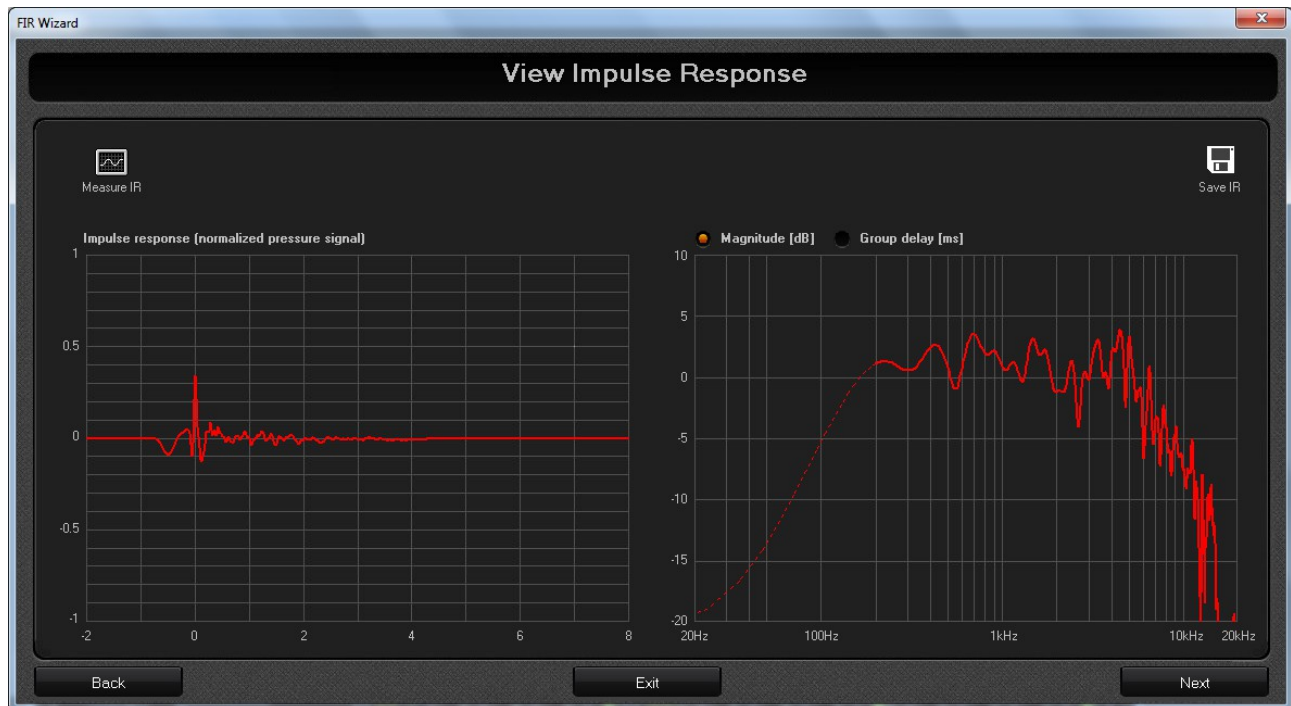 FIR Wizard
View Impulse Response
Measure IR
Save IR
Impulse response (normalized pressure signal)
1
0.5
0
-0.5
-1
-2 0 2 4 6 8
Magnitude [dB] Group delay [ms]
10
5
0
-5
-10
-15
-20
20Hz 100Hz 1kHz 10kHz 20kHz
Back Exit Next